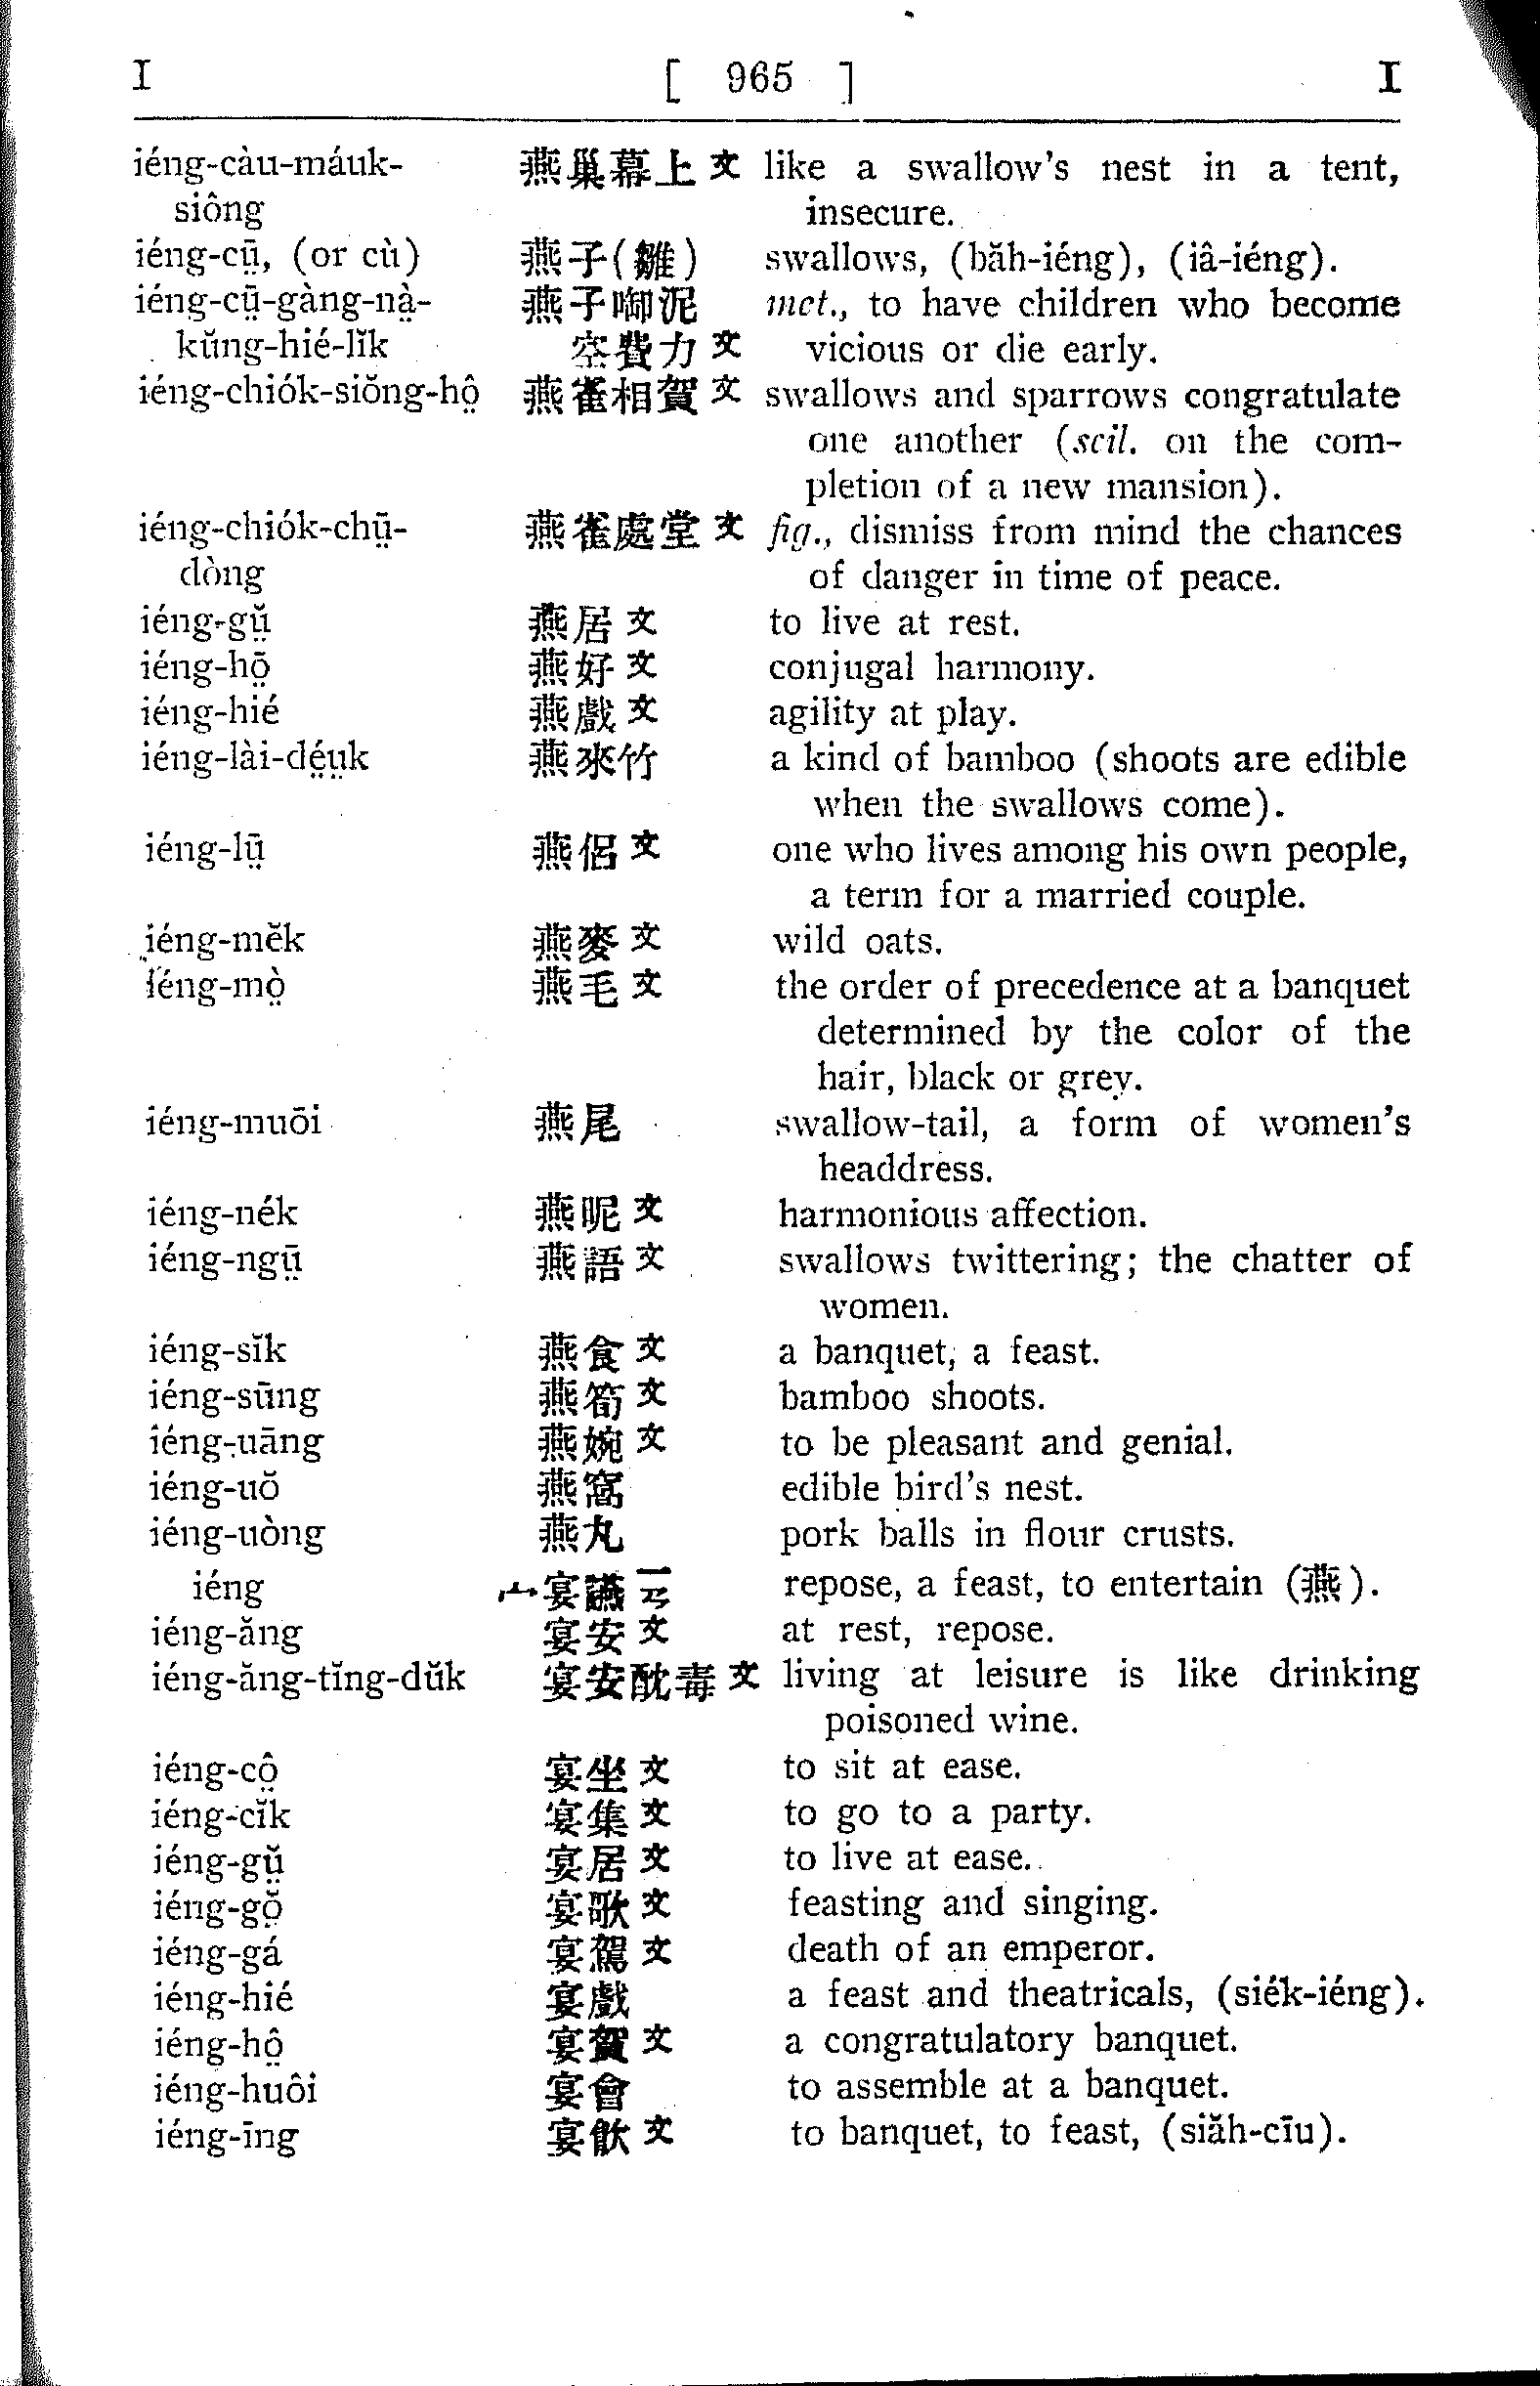 I [ 965 ] I
iéng-càu-máuk- 燕巢幕上文 like a swallow's nest in a tent,
siông insecure.
iéng-cṳ̄, (or cù) 燕子(雛) swallows, (băh-iéng), (iâ-iéng).
iéng-cṳ̄-gàng-nà̤- 燕子啣泥 met., to have children who become
kŭng-hié-lĭk 空費力文 vicious or die early.
iéng-chiók-siŏng-hô̤ 燕雀相賀文 swallows and sparrows congratulate
one another (scil. on the com-
pletion of a new mansion).
iéng-chiók-chṳ̄- 燕雀處堂文 fig., dismiss from mind the chances
dòng of danger in time of peace.
iéng-gṳ̆ 燕居文 to live at rest.
iéng-hō̤ 燕好文 conjugal harmony.
iéng-hié 燕戲文 agility at play.
iéng-lài-dé̤ṳk 燕來竹 a kind of bamboo (shoots are edible
when the swallows come).
iéng-lṳ̄ 燕侶文 one who lives among his own people,
a term for a married couple.
iéng-mĕk 燕麥文 wild oats.
iéng-mò̤ 燕毛文 the order of precedence at a banquet
determined by the color of the
hair, black or grey.
iéng-muōi 燕尾 swallow-tail, a form of women's
headdress.
iéng-nék 燕昵文 harmonious affection.
iéng-ngṳ̄ 燕語文 swallows twittering; the chatter of
women.
iéng-sĭk 燕食文 a banquet, a feast.
iéng-sūng 燕筍文 bamboo shoots.
iéng-uāng 燕婉文 to be pleasant and genial.
iéng-uŏ 燕窩 edible bird's nest.
iéng-uòng 燕丸 pork balls in flour crusts.
iéng 宴讌ㄧㄢ repose, a feast, to entertain (燕).
iéng-ăng 宴安文 at rest, repose.
iéng-ăng-tĭng-dŭk 宴安酖毒文 living at leisure is like drinking
poisoned wine.
iéng-cô̤ 宴坐文 to sit at ease.
iéng-cĭk 宴集文 to go to a party.
iéng-gṳ̆ 宴居文 to live at ease.
iéng-gŏ̤ 宴歌文 feasting and singing.
iéng-gá 宴駕文 death of an emperor.
iéng-hié 宴戲 a feast and theatricals, (siék-iéng).
iéng-hô̤ 宴賀文 a congratulatory banquet.
iéng-huôi 宴會 to assemble at a banquet.
iéng-īng 宴飮文 to banquet, to feast, (siăh-cīu).